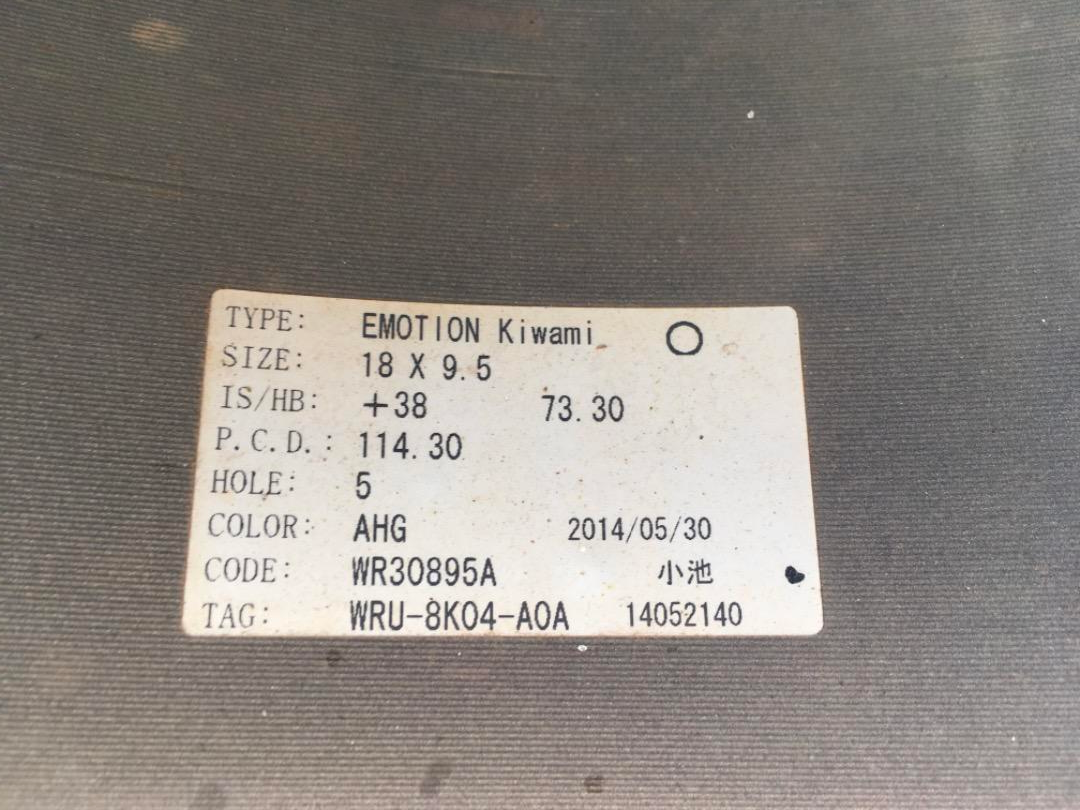 TYPE: EMOTION Kiwami ○
SIZE: 18 X 9.5
IS/HB: +38 73.30
P.C.D.: 114.30
HOLE: 5
COLOR: AHG 2014/05/30
CODE: WR30895A 小池
TAG: WRU-8K04-A0A 14052140